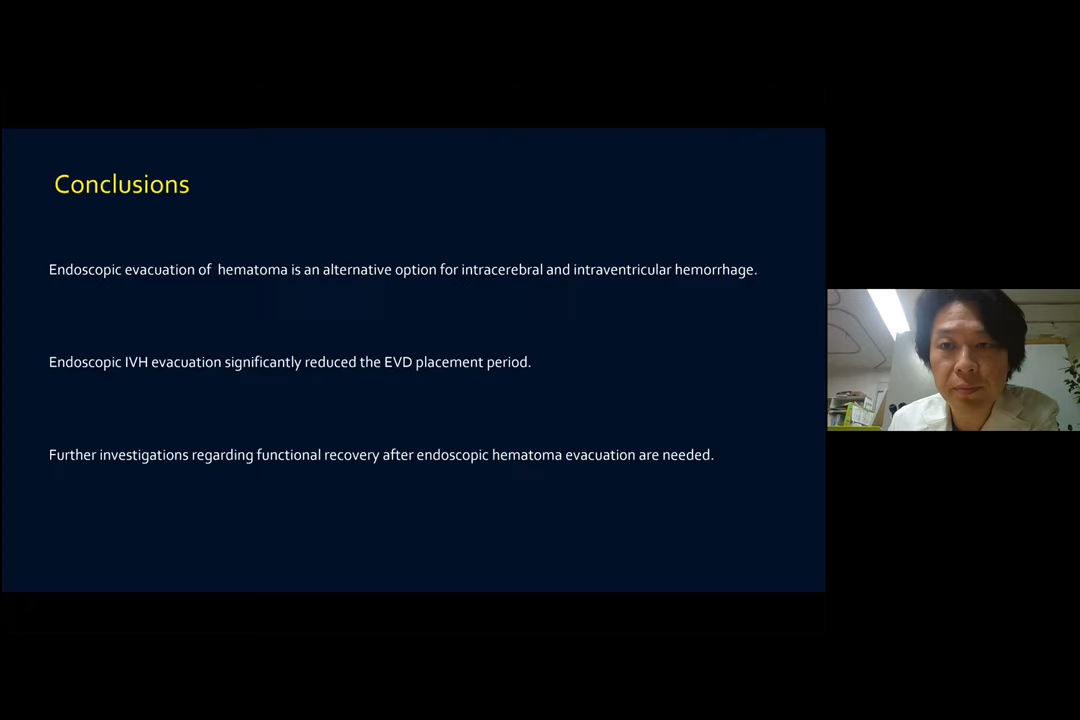 Conclusions
Endoscopic evacuation of hematoma is an alternative option for intracerebral and intraventricular hemorrhage.
Endoscopic IVH evacuation significantly reduced the EVD placement period.
Further investigations regarding functional recovery after endoscopic hematoma evacuation are needed.